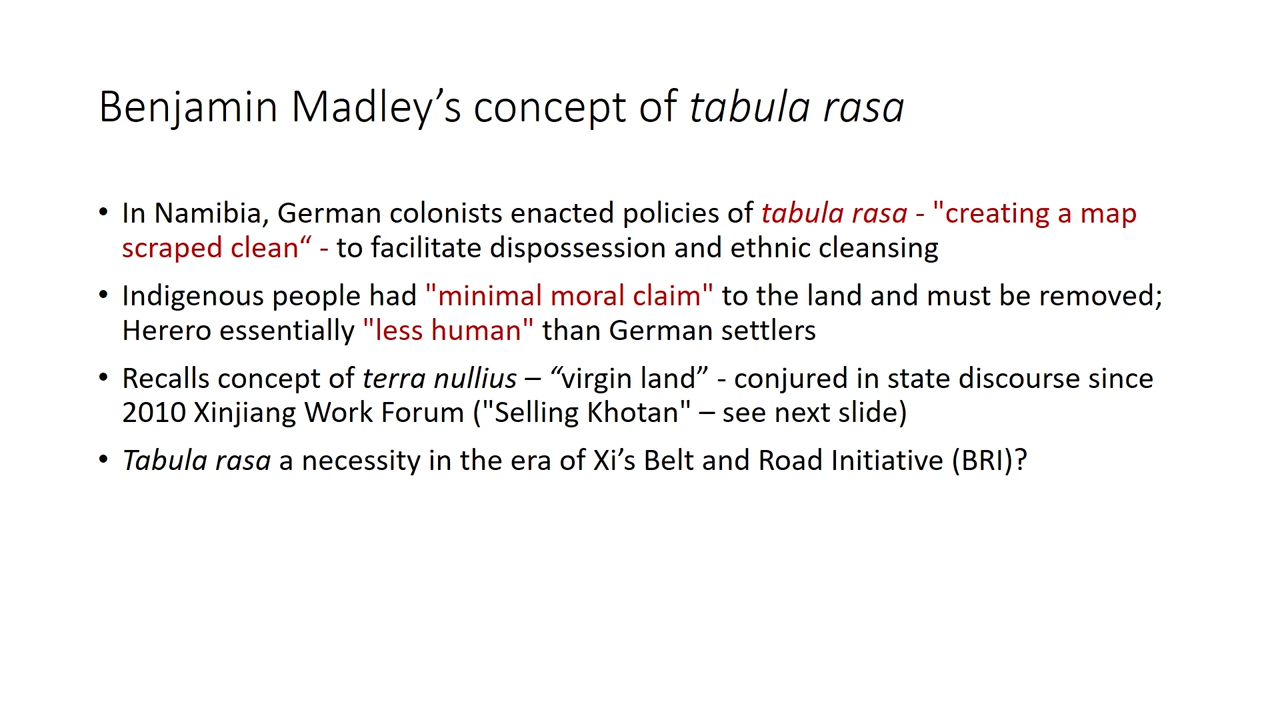 Benjamin Madley’s concept of tabula rasa
• In Namibia, German colonists enacted policies of tabula rasa - "creating a map
scraped clean“ - to facilitate dispossession and ethnic cleansing
• Indigenous people had "minimal moral claim" to the land and must be removed;
Herero essentially "less human" than German settlers
• Recalls concept of terra nullius – “virgin land” - conjured in state discourse since
2010 Xinjiang Work Forum ("Selling Khotan" – see next slide)
• Tabula rasa a necessity in the era of Xi’s Belt and Road Initiative (BRI)?